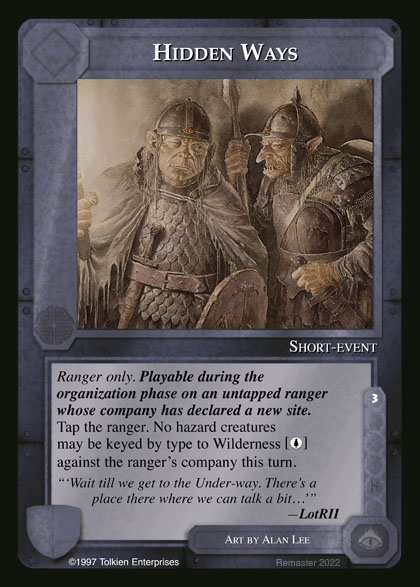 Hidden Ways
Short-event
Ranger only. Playable during the
organization phase on an untapped ranger
whose company has declared a new site.
Tap the ranger. No hazard creatures
may be keyed by type to Wilderness []
against the ranger's company this turn.
3
H
“‘Wait till we get to the Under-way. There's a
place there where we can talk a bit…’”
—LotRII
Art by Alan Lee
©1997 Tolkien Enterprises
Remaster 2022